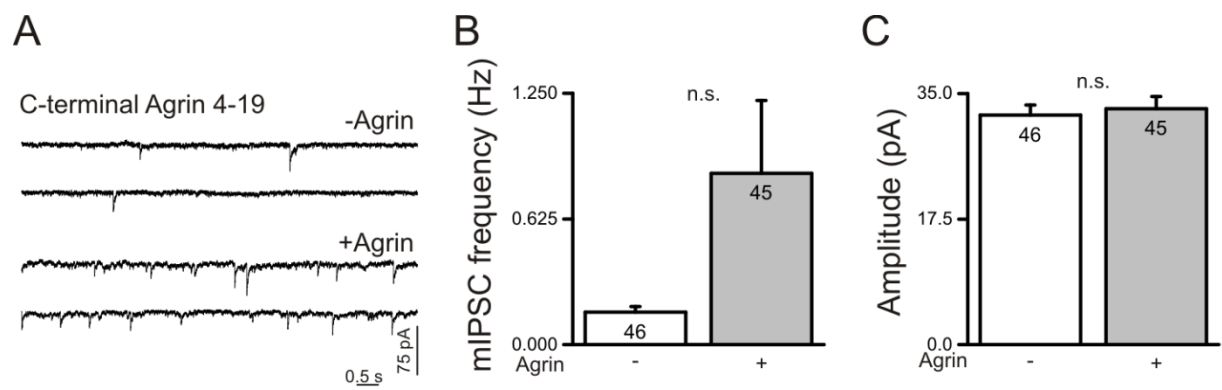 A
C-terminal Agrin 4-19
-Agrin
+Agrin
75 pA
0.5 s
B
mIPSC frequency (Hz)
1.250
0.625
0.000
n.s.
46
45
Agrin - +
C
Amplitude (pA)
35.0
17.5
0.0
n.s.
46
45
Agrin - +